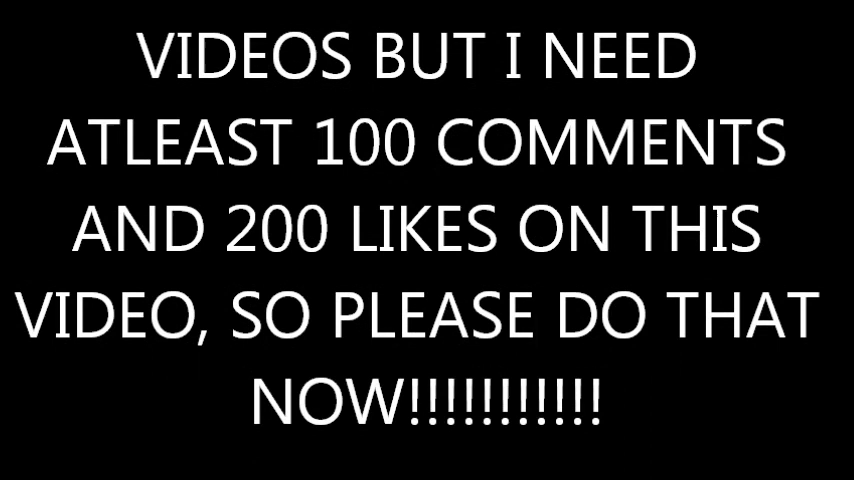 VIDEOS BUT I NEED
ATLEAST 100 COMMENTS
AND 200 LIKES ON THIS
VIDEO, SO PLEASE DO THAT
NOW!!!!!!!!!!!